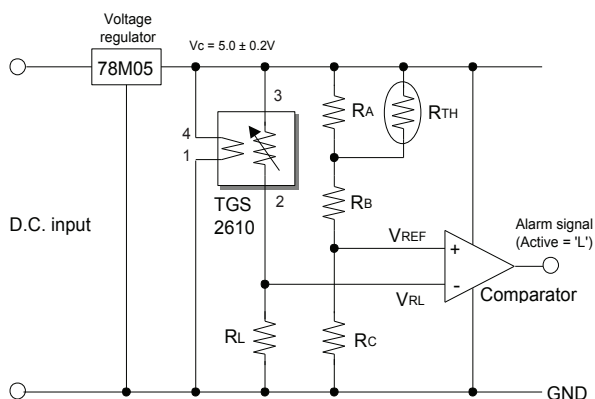 Voltage
regulator
78M05
Vc = 5.0 ± 0.2V
3
4
1
2
TGS
2610
RA
RTH
RB
D.C. input
VREF
+
-
VRL
Alarm signal
(Active = 'L')
Comparator
RL
RC
GND